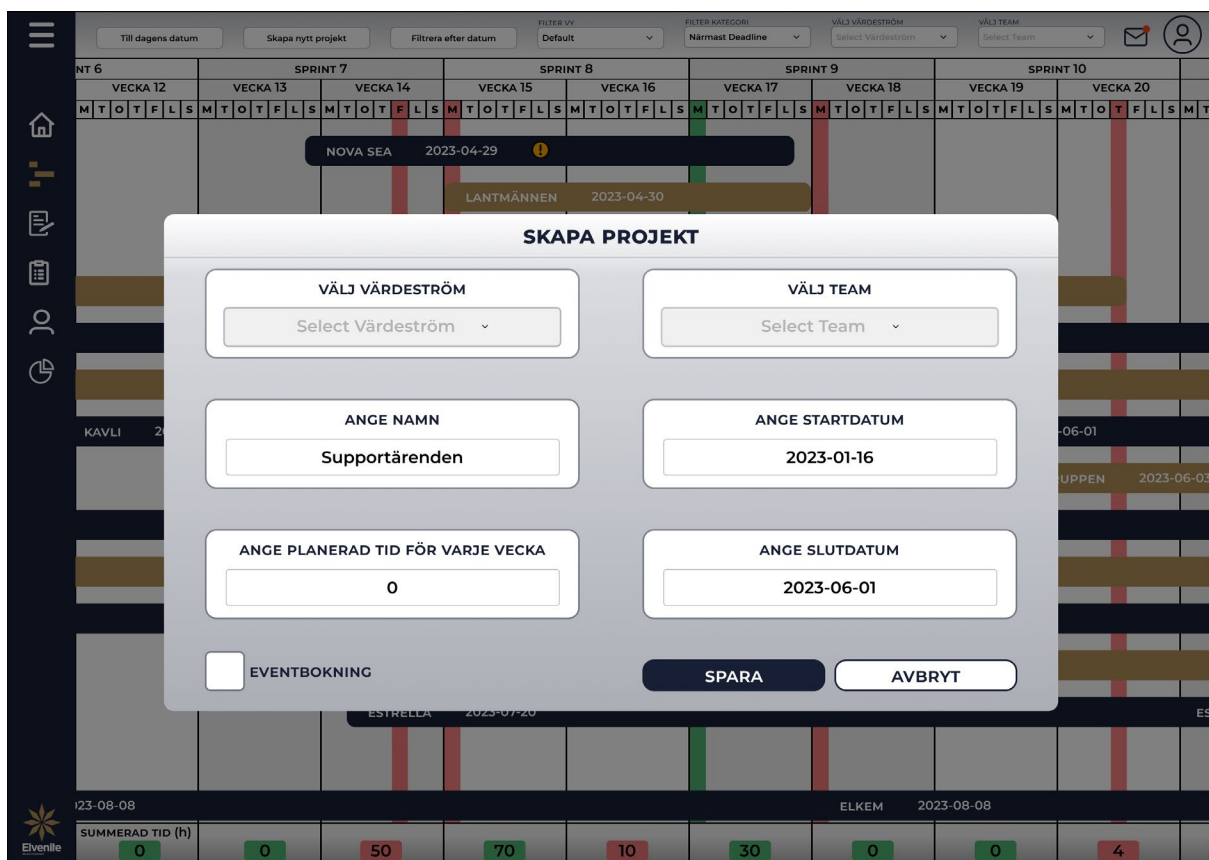 FILTER VY
FILTER KATEGORI
VÄLJ VÄRDESTRÖM
VÄLJ TEAM
Till dagens datum
Skapa nytt projekt
Filtrera efter datum
Default
Närmast Deadline
Select Värdeström
Select Team
NT 6
SPRINT 7
SPRINT 8
SPRINT 9
SPRINT 10
VECKA 12
VECKA 13
VECKA 14
VECKA 15
VECKA 16
VECKA 17
VECKA 18
VECKA 19
VECKA 20
M T O T F L S M T O T F L S M T O T F L S M T O T F L S M T O T F L S M T O T F L S M T O T F L S M T O T F L S M T O T F L S M T
NOVA SEA 2023-04-29
LANTMÄNNEN 2023-04-30
SKAPA PROJEKT
VÄLJ VÄRDESTRÖM
Select Värdeström
VÄLJ TEAM
Select Team
ANGE NAMN
Supportärenden
ANGE STARTDATUM
2023-01-16
KAVLI 2
-06-01
UPPEN 2023-06-03
ANGE PLANERAD TID FÖR VARJE VECKA
0
ANGE SLUTDATUM
2023-06-01
EVENTBOKNING
SPARA
AVBRYT
ESTRELLA 2023-07-20
ES
23-08-08
ELKEM 2023-08-08
SUMMERAD TID (h)
0 0 50 70 10 30 0 0 4
Elvenite